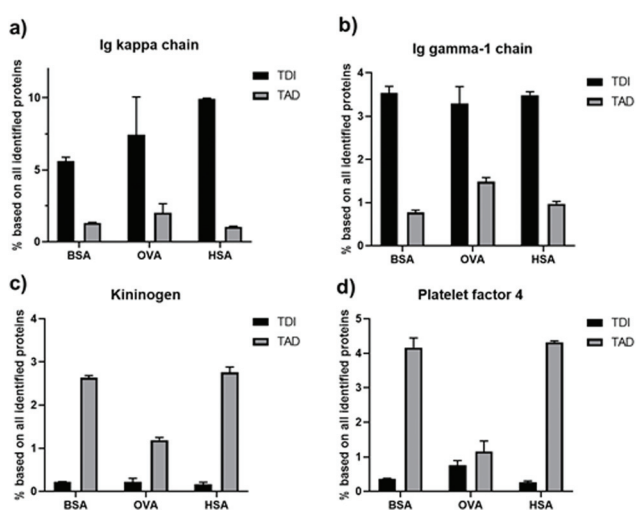 a)
Ig kappa chain
% based on all identified proteins
10
5
0
BSA
OVA
HSA
TDI
TAD
b)
Ig gamma-1 chain
% based on all identified proteins
4
3
2
1
0
BSA
OVA
HSA
TDI
TAD
c)
Kininogen
% based on all identified proteins
4
3
2
1
0
BSA
OVA
HSA
TDI
TAD
d)
Platelet factor 4
% based on all identified proteins
5
4
3
2
1
0
BSA
OVA
HSA
TDI
TAD